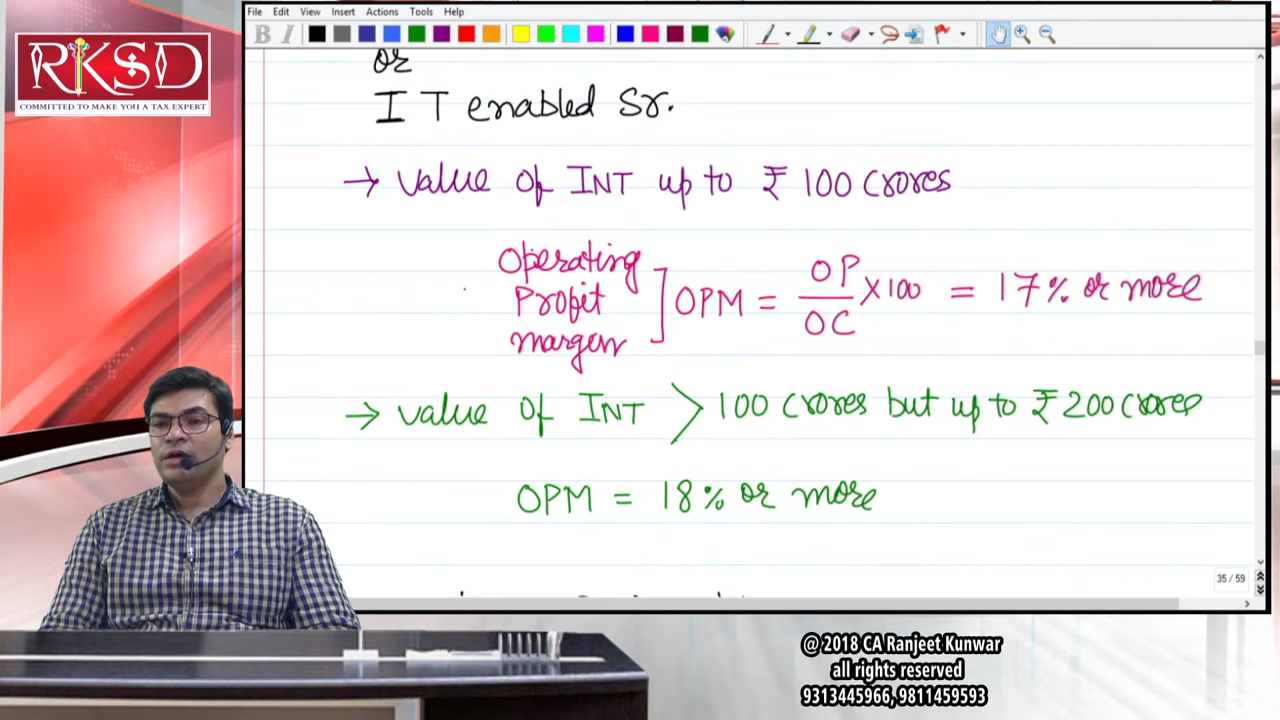 RKSD
COMMITTED TO MAKE YOU A TAX EXPERT
File Edit View Insert Actions Tools Help
B I
or
IT enabled Sr.
→ Value of INT up to ₹ 100 Crores
Operating Profit margin ] OPM = OP/OC × 100 = 17% or more
→ value of INT > 100 Crores but up to ₹ 200 Crores
OPM = 18% or more
35 / 59
@ 2018 CA Ranjeet Kunwar
all rights reserved
9313445966, 9811459593